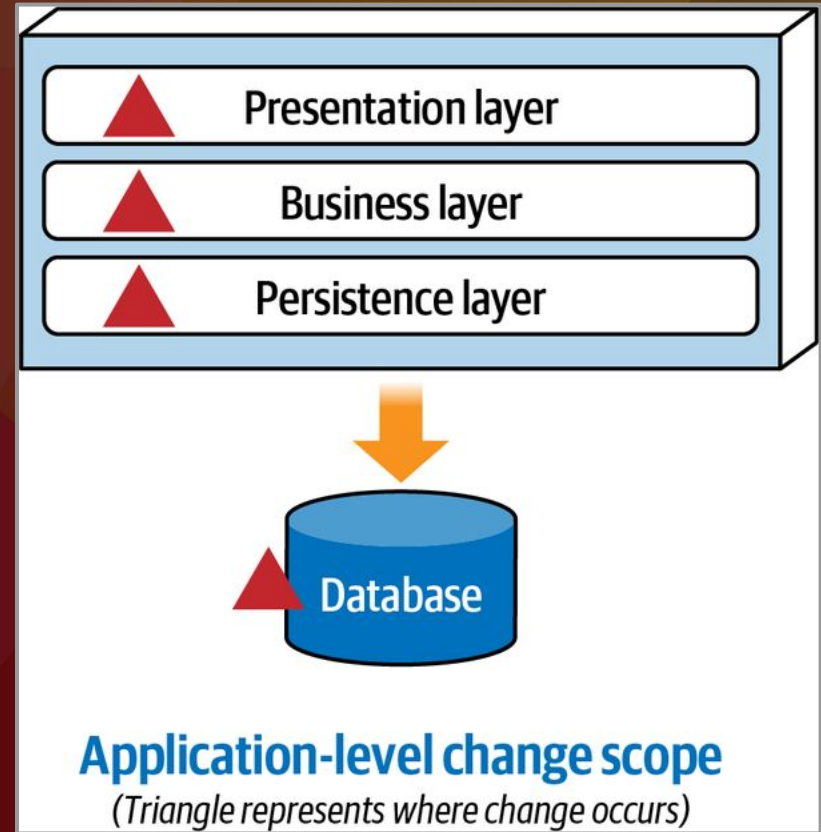 Presentation layer
Business layer
Persistence layer
Database
Application-level change scope
(Triangle represents where change occurs)